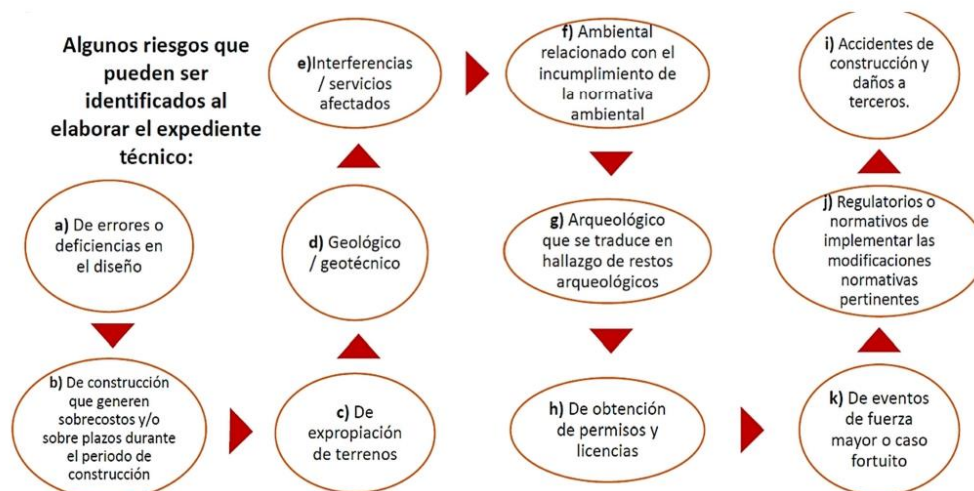 Algunos riesgos que
pueden ser
identificados al
elaborar el expediente
técnico:
a) De errores o
deficiencias en
el diseño
b) De construcción
que generen
sobrecostos y/o
sobre plazos durante
el periodo de
construcción
c) De
expropiación
de terrenos
d) Geológico
/ geotécnico
e)Interferencias
/ servicios
afectados
f) Ambiental
relacionado con el
incumplimiento de
la normativa
ambiental
g) Arqueológico
que se traduce en
hallazgo de restos
arqueológicos
h) De obtención
de permisos y
licencias
k) De eventos
de fuerza
mayor o caso
fortuito
j) Regulatorios o
normativos de
implementar las
modificaciones
normativas
pertinentes
i) Accidentes de
construcción y
daños a
terceros.